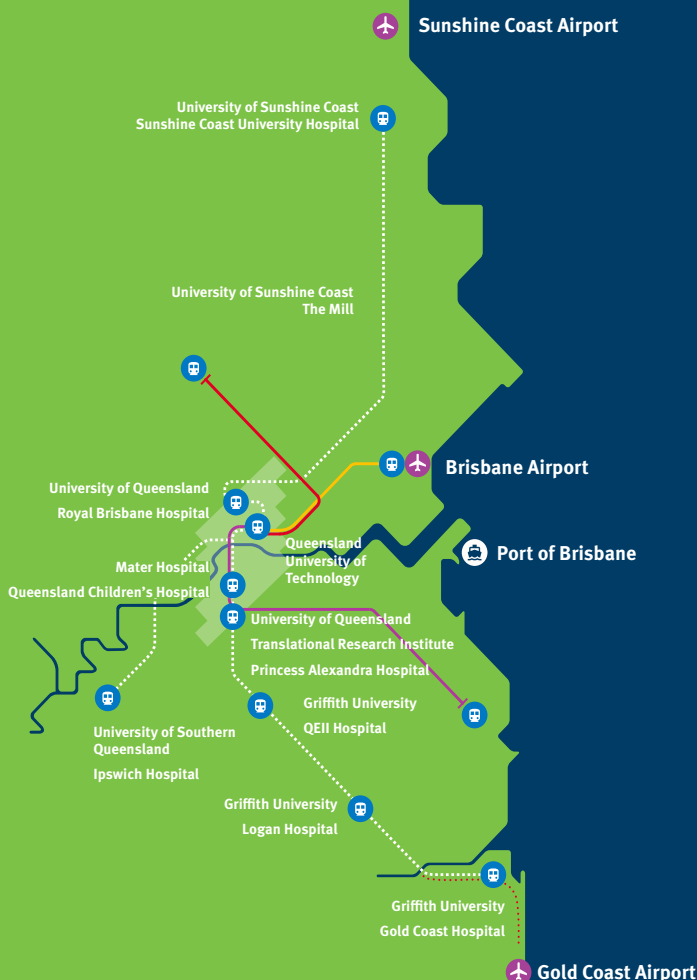 Sunshine Coast Airport
University of Sunshine Coast
Sunshine Coast University Hospital
University of Sunshine Coast
The Mill
Brisbane Airport
University of Queensland
Royal Brisbane Hospital
Queensland
University of
Technology
Port of Brisbane
Mater Hospital
Queensland Children's Hospital
University of Queensland
Translational Research Institute
Princess Alexandra Hospital
Griffith University
QEII Hospital
University of Southern
Queensland
Ipswich Hospital
Griffith University
Logan Hospital
Griffith University
Gold Coast Hospital
Gold Coast Airport